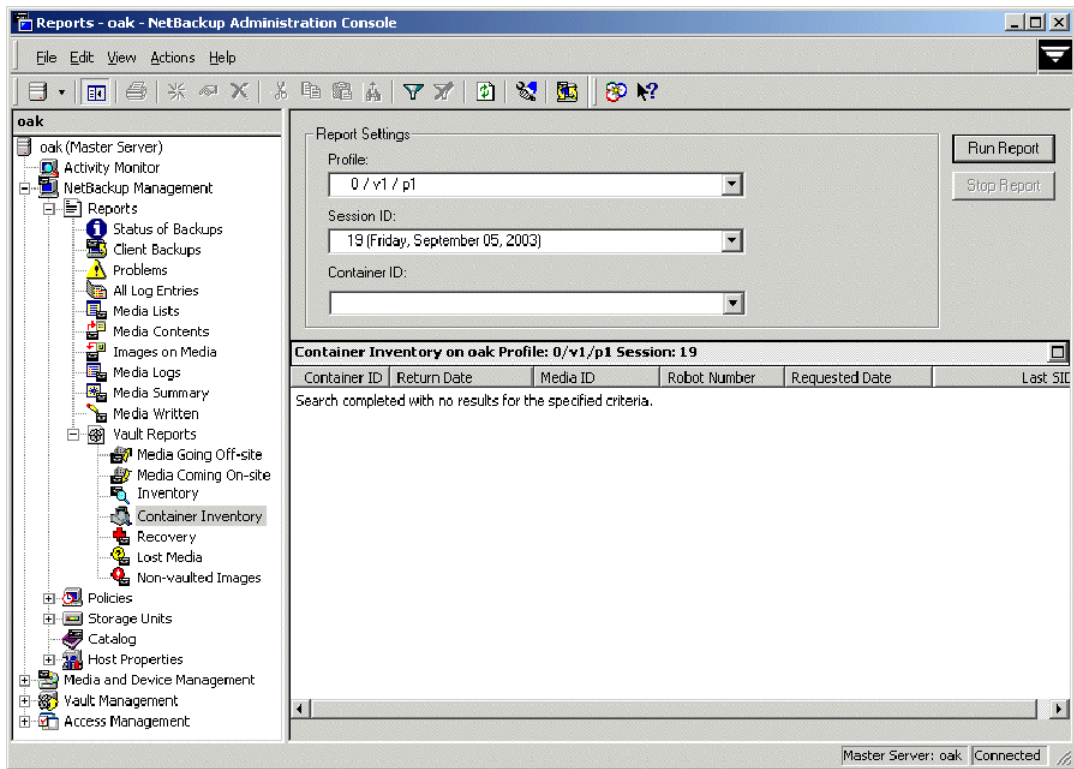 Reports - oak - NetBackup Administration Console
File Edit View Actions Help
oak
oak (Master Server)
Activity Monitor
NetBackup Management
Reports
Status of Backups
Client Backups
Problems
All Log Entries
Media Lists
Media Contents
Images on Media
Media Logs
Media Summary
Media Written
Vault Reports
Media Going Off-site
Media Coming On-site
Inventory
Container Inventory
Recovery
Lost Media
Non-vaulted Images
Policies
Storage Units
Catalog
Host Properties
Media and Device Management
Vault Management
Access Management
Report Settings
Profile:
0 / v1 / p1
Session ID:
19 (Friday, September 05, 2003)
Container ID:
Run Report
Stop Report
Container Inventory on oak Profile: 0/v1/p1 Session: 19
Container ID Return Date Media ID Robot Number Requested Date Last SID
Search completed with no results for the specified criteria.
Master Server: oak Connected